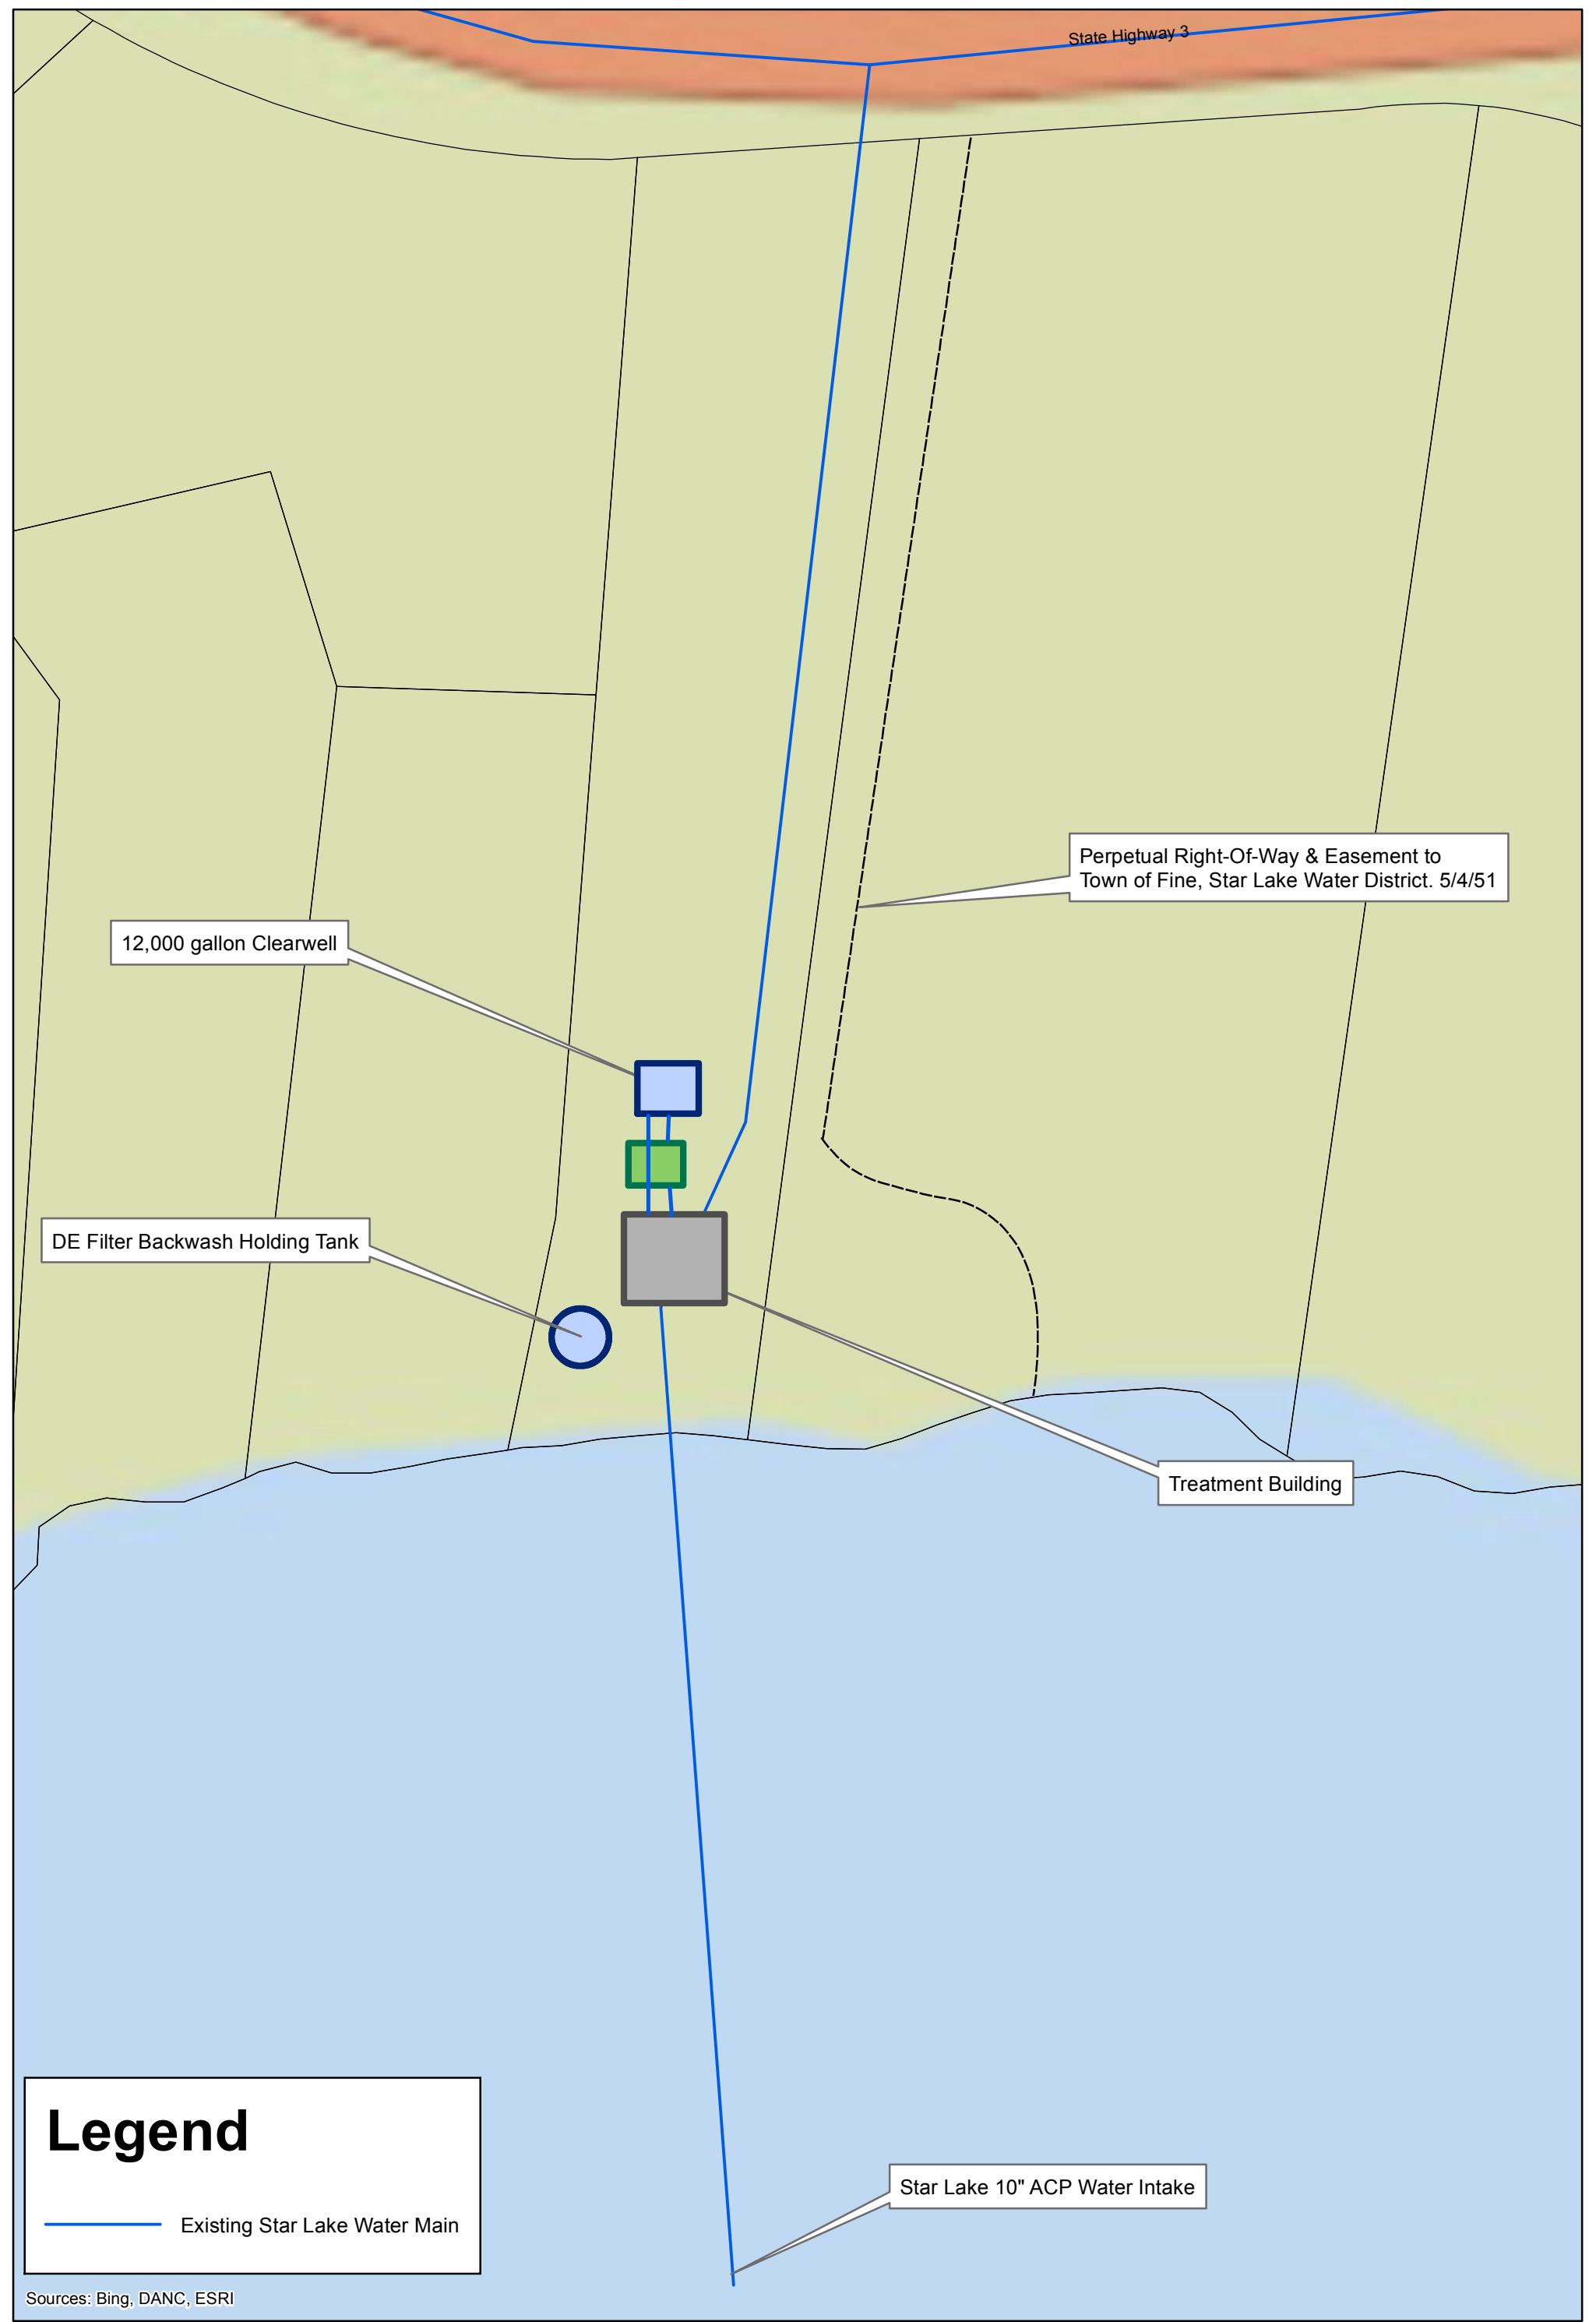 State Highway 3
Perpetual Right-Of-Way & Easement to
Town of Fine, Star Lake Water District. 5/4/51
12,000 gallon Clearwell
DE Filter Backwash Holding Tank
Treatment Building
Star Lake 10" ACP Water Intake
Legend
Existing Star Lake Water Main
Sources: Bing, DANC, ESRI